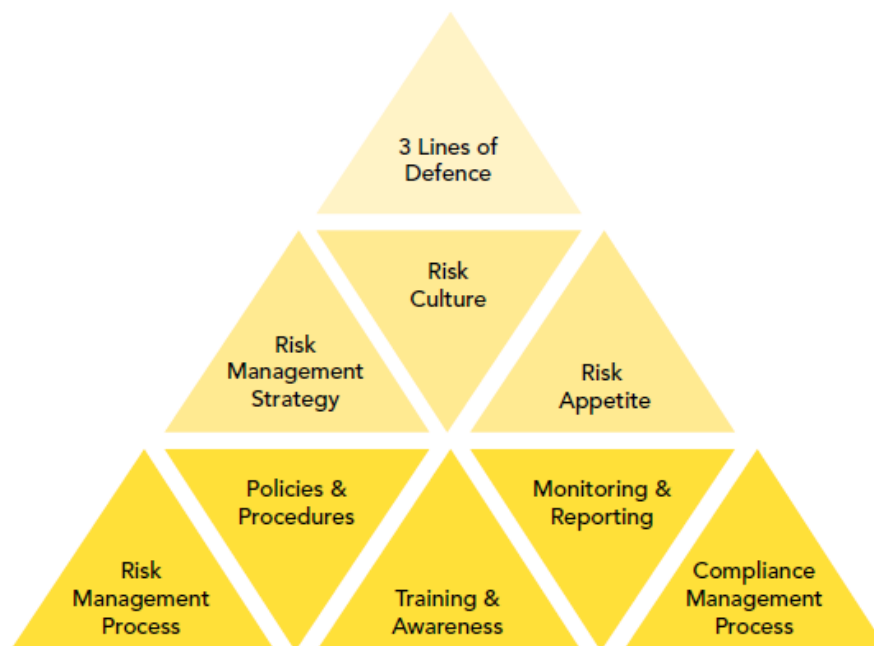 3 Lines of
Defence
Risk
Culture
Risk
Management
Strategy
Risk
Appetite
Policies &
Procedures
Monitoring &
Reporting
Risk
Management
Process
Training &
Awareness
Compliance
Management
Process